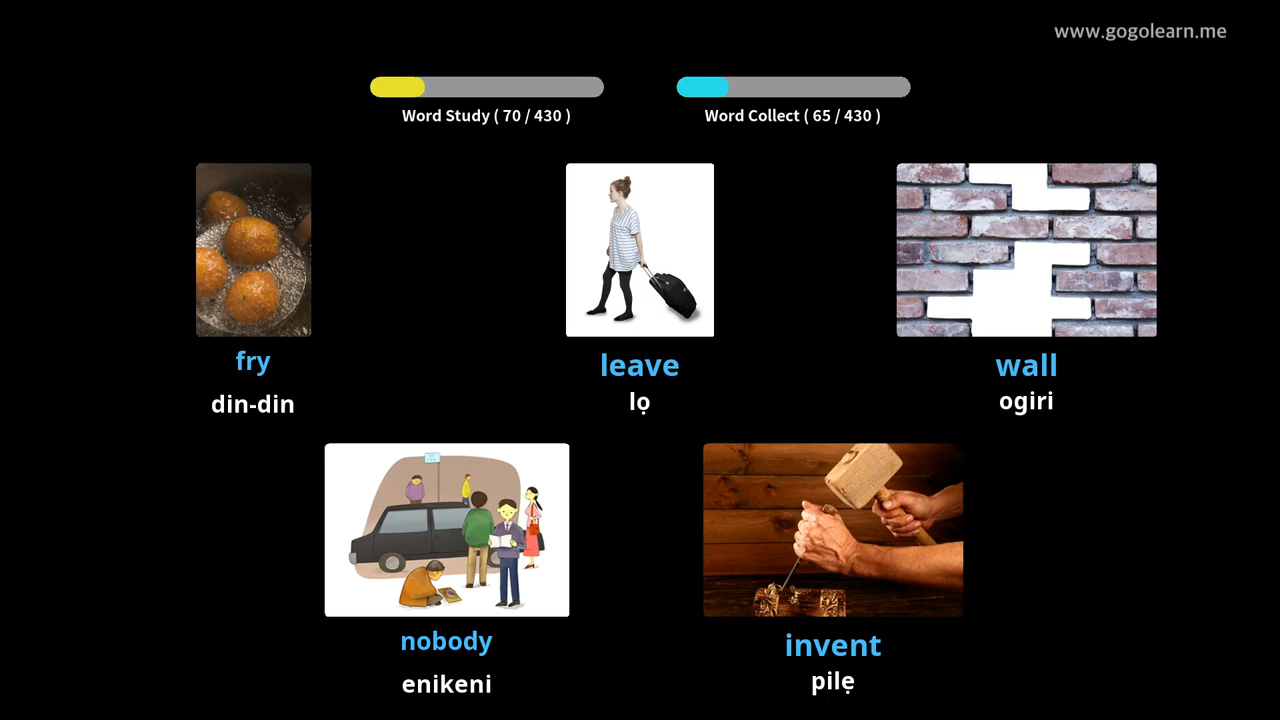 www.gogolearn.me
Word Study ( 70 / 430 )
Word Collect ( 65 / 430 )
fry
din-din
leave
lọ
wall
ogiri
nobody
enikeni
invent
pilẹ